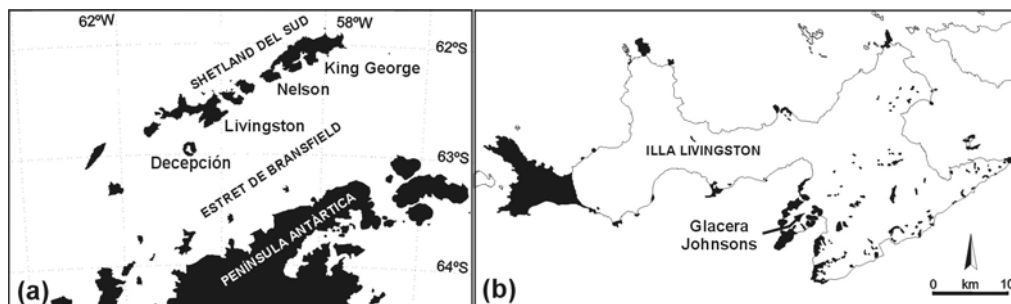 62ºW
58ºW
62ºS
SHETLAND DEL SUD
King George
Nelson
Livingston
Decepción
63ºS
ESTRET DE BRANSFIELD
PENÍNSULA ANTÀRTICA
64ºS
(a)
ILLA LIVINGSTON
Glacera
Johnsons
0 km 10
(b)